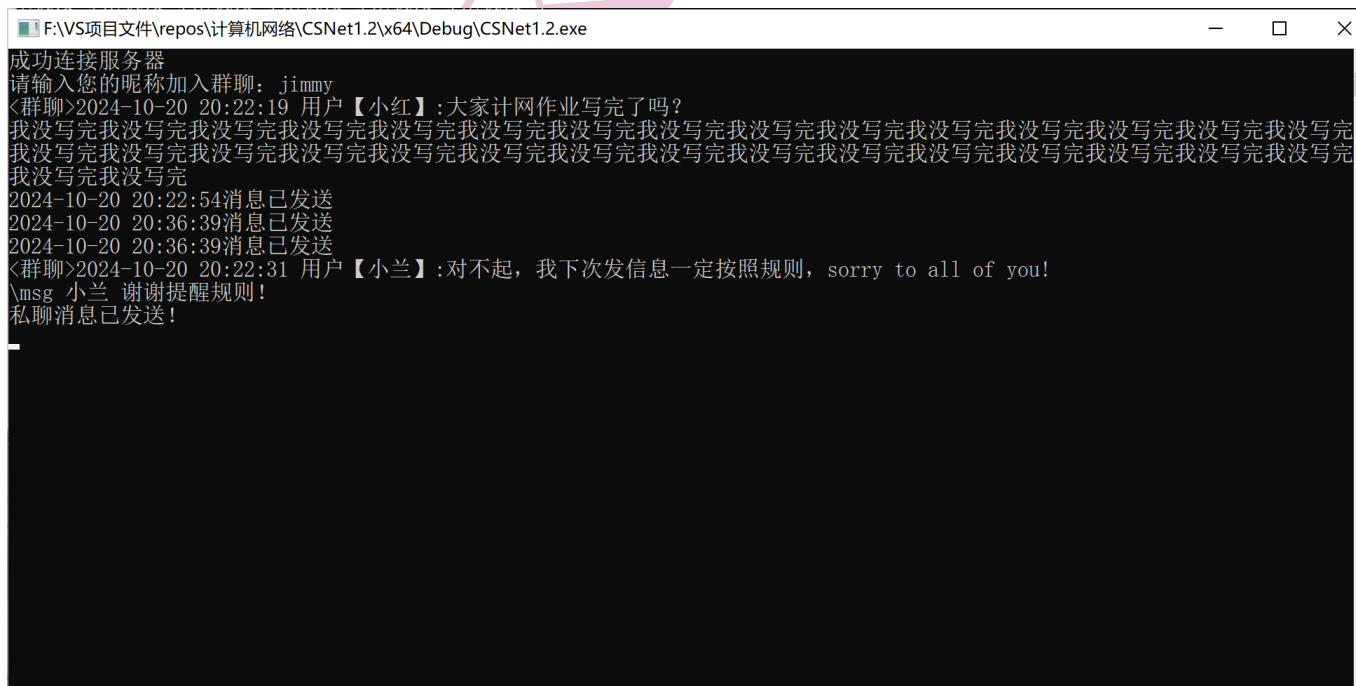 F:\VS项目文件\repos\计算机网络\CSNet1.2\x64\Debug\CSNet1.2.exe
成功连接服务器
请输入您的昵称加入群聊：jimmy
<群聊>2024-10-20 20:22:19 用户【小红】:大家计网作业写完了吗？
我没写完我没写完我没写完我没写完我没写完我没写完我没写完我没写完我没写完我没写完我没写完我没写完我没写完我没写完我没写完
我没写完我没写完我没写完我没写完我没写完我没写完我没写完我没写完我没写完我没写完我没写完我没写完我没写完我没写完我没写完
我没写完我没写完
2024-10-20 20:22:54消息已发送
2024-10-20 20:36:39消息已发送
2024-10-20 20:36:39消息已发送
<群聊>2024-10-20 20:22:31 用户【小兰】:对不起，我下次发信息一定按照规则，sorry to all of you!
\msg 小兰 谢谢提醒规则！
私聊消息已发送！